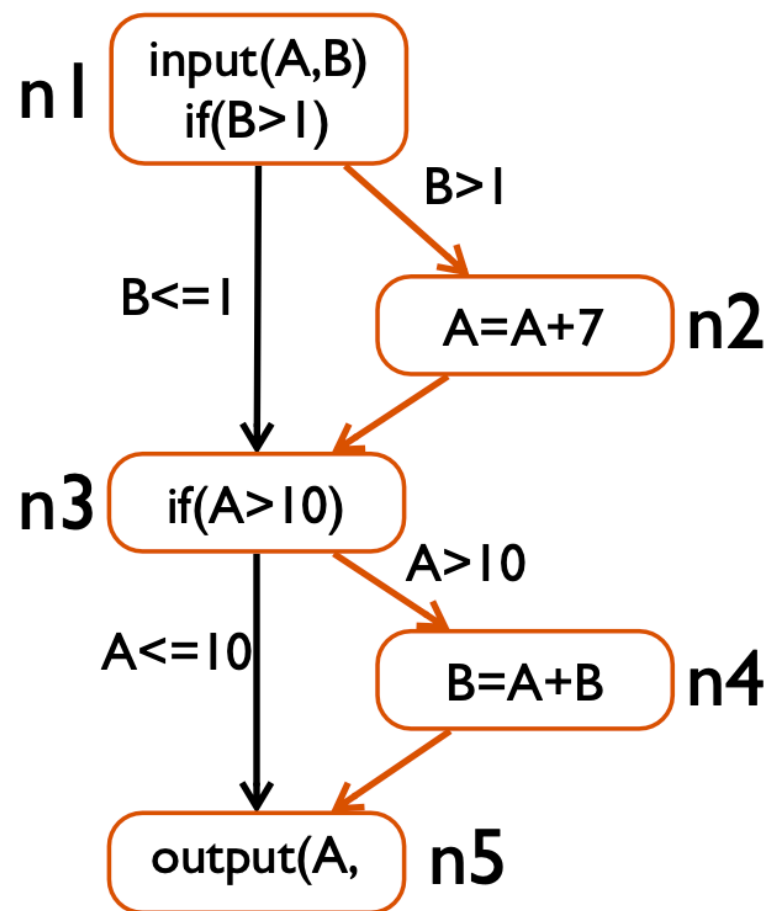 n1
input(A,B)
if(B>1)
B>1
B<=1
A=A+7
n2
n3
if(A>10)
A>10
A<=10
B=A+B
n4
output(A,
n5